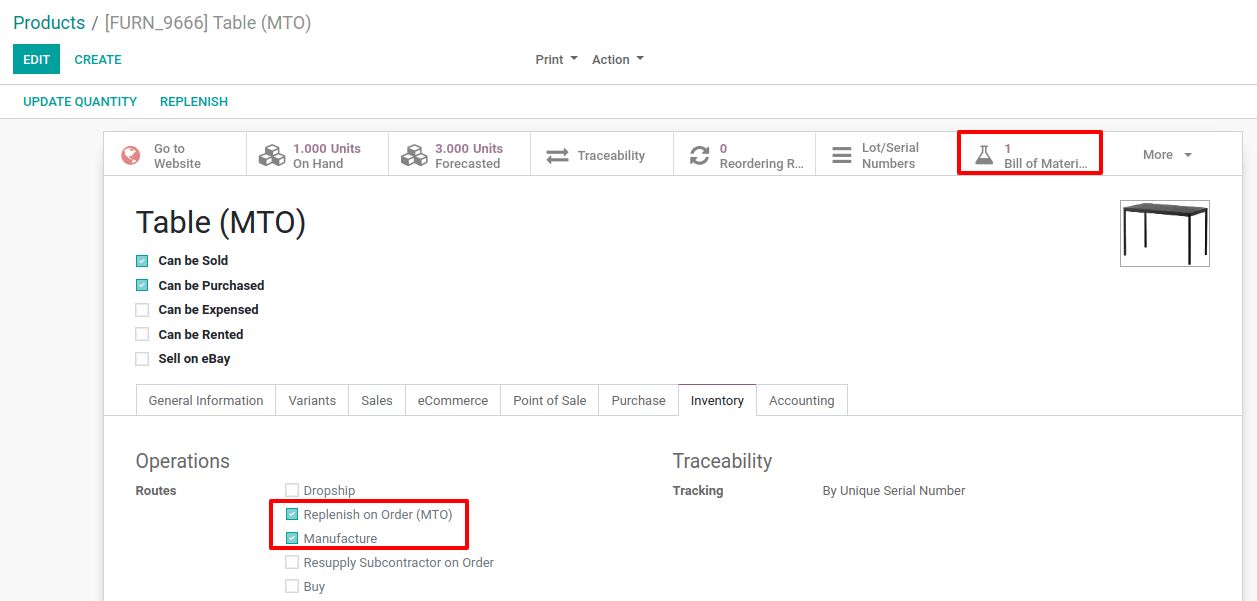 Products / [FURN_9666] Table (MTO)
EDIT CREATE Print Action
UPDATE QUANTITY REPLENISH
Go to
Website
1.000 Units
On Hand
3.000 Units
Forecasted
Traceability
0
Reordering R...
Lot/Serial
Numbers
1
Bill of Materi...
More
Table (MTO)
Can be Sold
Can be Purchased
Can be Expensed
Can be Rented
Sell on eBay
General Information Variants Sales eCommerce Point of Sale Purchase Inventory Accounting
Operations
Routes
Dropship
Replenish on Order (MTO)
Manufacture
Resupply Subcontractor on Order
Buy
Traceability
Tracking By Unique Serial Number